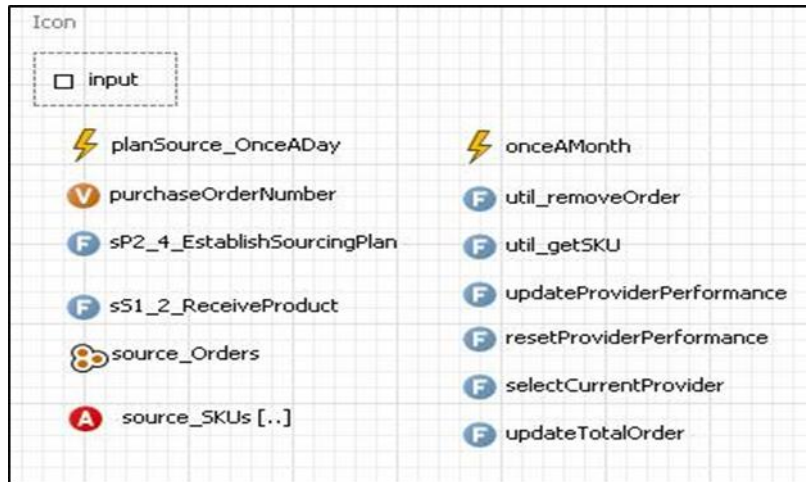 Icon
input
planSource_OnceADay
V purchaseOrderNumber
F sP2_4_EstablishSourcingPlan
F sS1_2_ReceiveProduct
source_Orders
A source_SKUs [..]
onceAMonth
F util_removeOrder
F util_getSKU
F updateProviderPerformance
F resetProviderPerformance
F selectCurrentProvider
F updateTotalOrder